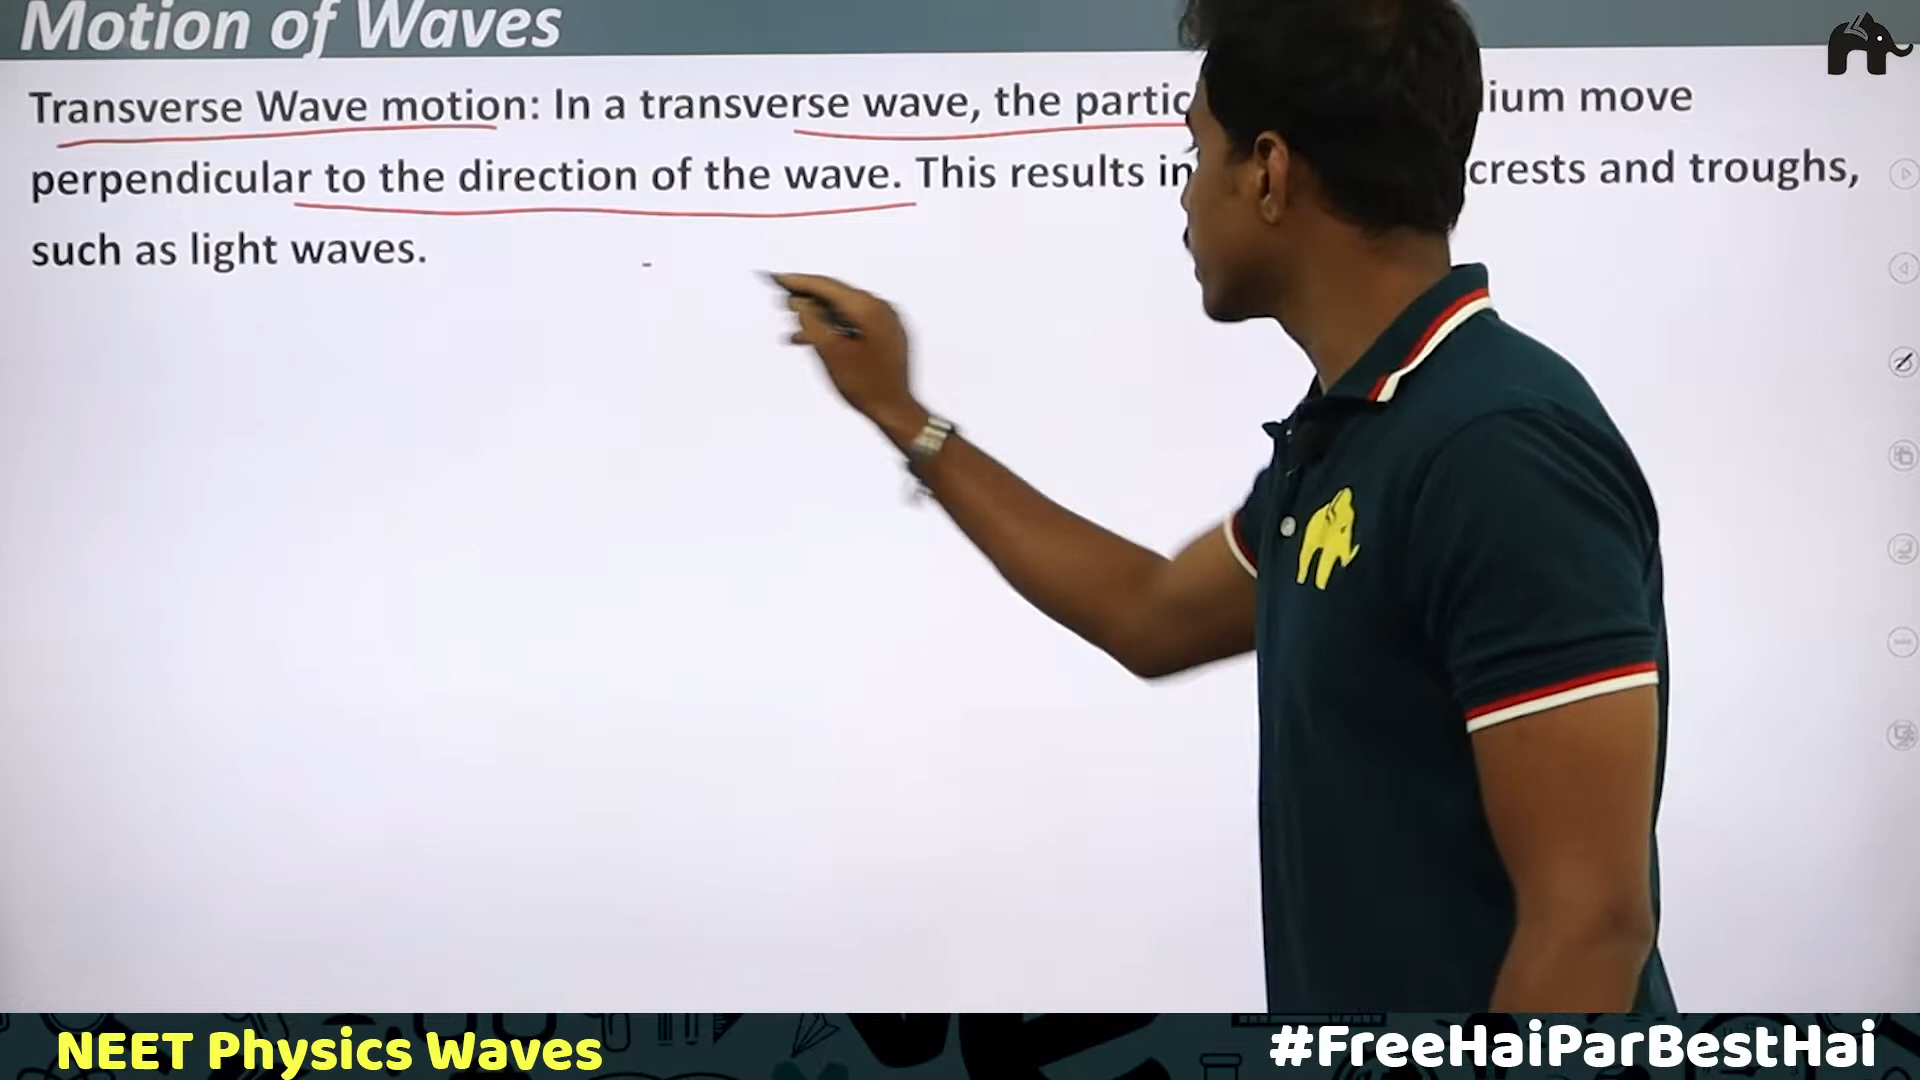 Motion of Waves
Transverse Wave motion: In a transverse wave, the partic ium move
perpendicular to the direction of the wave. This results in crests and troughs,
such as light waves.
NEET Physics Waves
#FreeHaiParBestHai